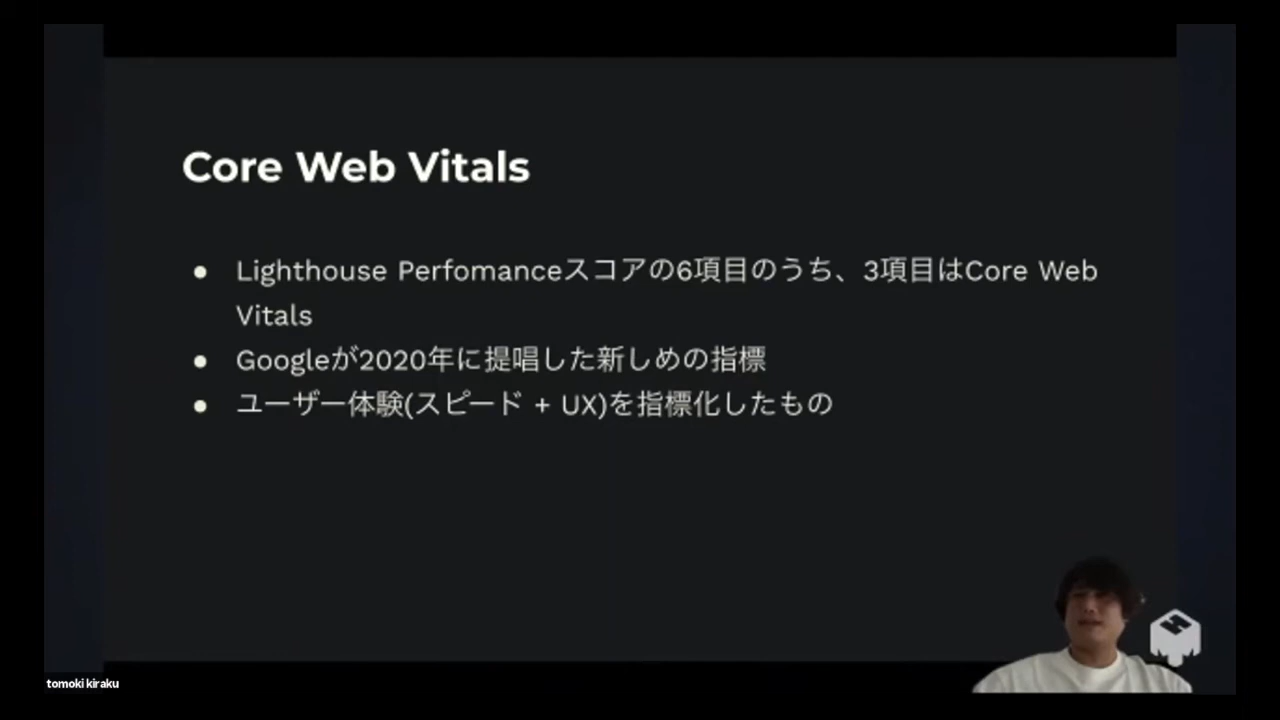 Core Web Vitals
● Lighthouse Perfomanceスコアの6項目のうち、3項目はCore Web
Vitals
● Googleが2020年に提唱した新しめの指標
● ユーザー体験(スピード + UX)を指標化したもの
tomoki kiraku